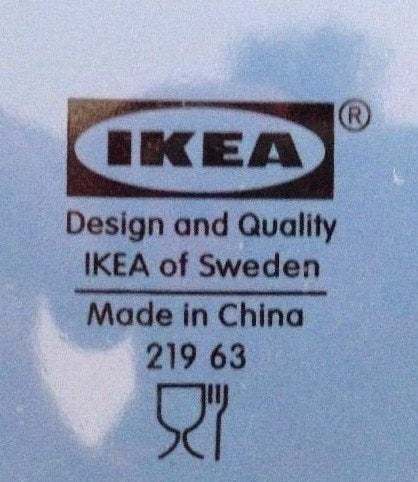 IKEA ®
Design and Quality
IKEA of Sweden
Made in China
219 63